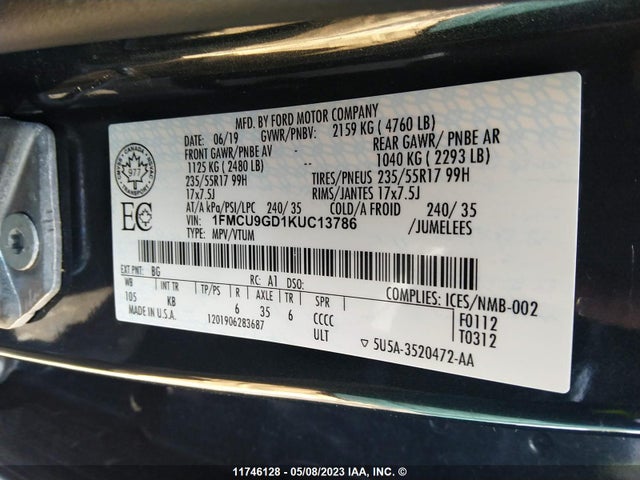 MFD. BY FORD MOTOR COMPANY
06/19 GVWR/PNBV: 2159 KG ( 4760 LB)
FRONT GAWR/PNBE AV -- REAR GAWR/ PNBE AR
1125 KG ( 2480 LB) 1040 KG ( 2293 LB)
235/55R17 99H TIRES/PNEUS 235/55R17 99H
17x7.5J RIMS/JANTES 17x7.5J
AT/A kPa/PSI/LPC 240/ 35 COLD/A FROID 240/ 35
VIN: 1FMCU9GD1KUC13786 /JUMELEES
TYPE: MPV/VTUM
CANADA
977
TRANSPORT
EC
EXT PNT: BG RC: A1 DSO: COMPLIES: ICES/NMB-002
WB INT TR TP/PS R AXLE TR SPR F0112
105 KB 6 35 6 CCCC T0312
MADE IN U.S.A. 1201906283687 ULT ▽ 5U5A-3520472-AA
11746128 - 05/08/2023 IAA, Inc. ©